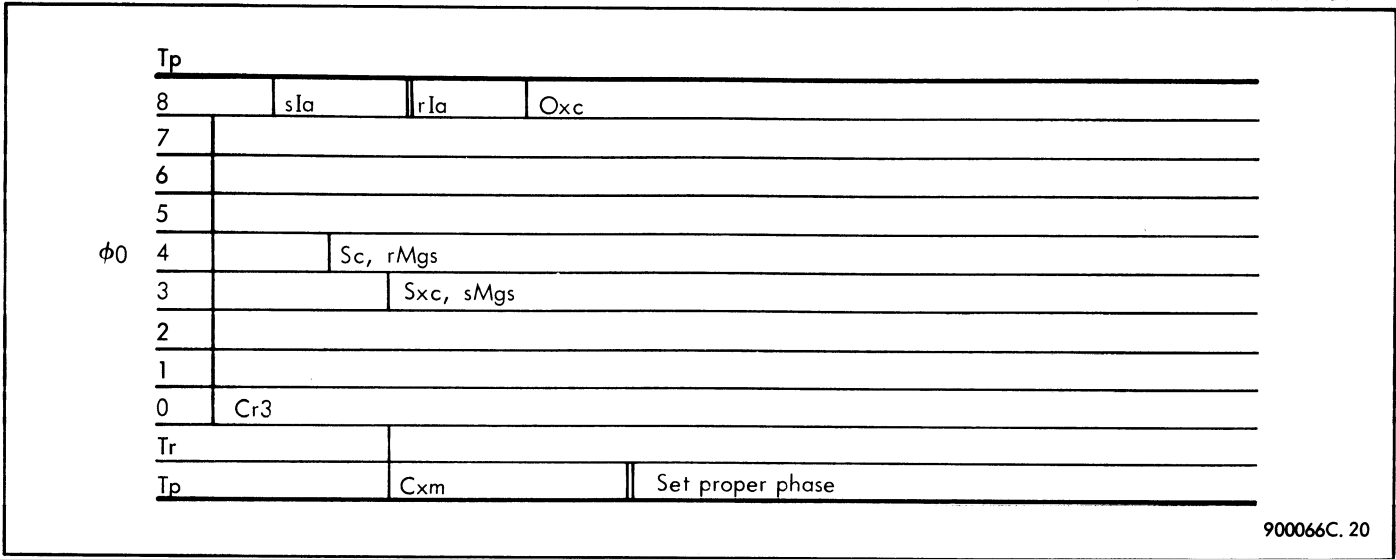 Tp
8 sIa rIa Oxc
7
6
5
ϕ0 4 Sc, rMgs
3 Sxc, sMgs
2
1
0 Cr3
Tr
Tp Cxm Set proper phase
900066C. 20